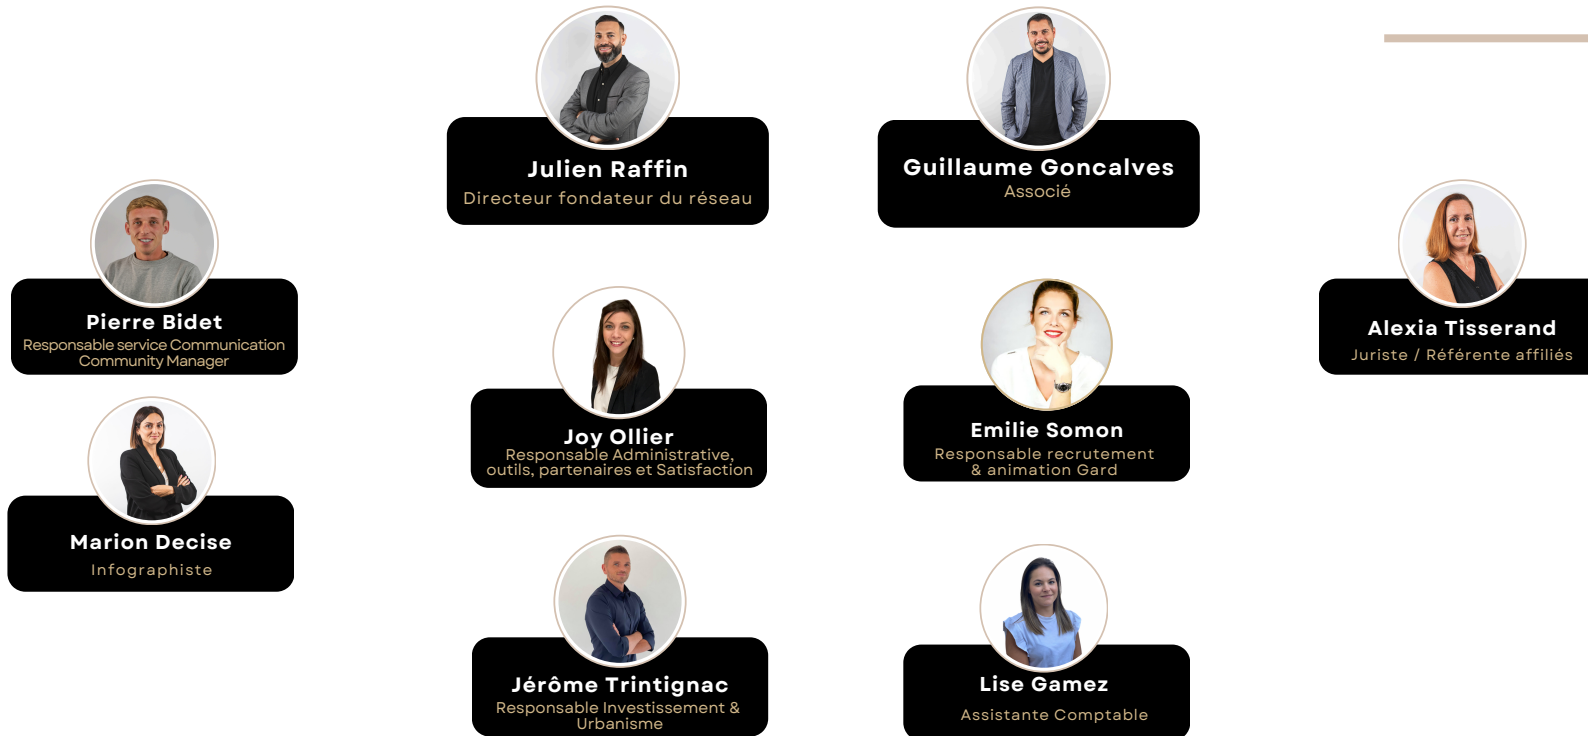 Julien Raffin
Directeur fondateur du réseau
Guillaume Goncalves
Associé
Pierre Bidet
Responsable service Communication
Community Manager
Alexia Tisserand
Juriste / Référente affiliés
Joy Ollier
Responsable Administrative,
outils, partenaires et Satisfaction
Emilie Somon
Responsable recrutement
& animation Gard
Marion Decise
Infographiste
Jérôme Trintignac
Responsable Investissement &
Urbanisme
Lise Gamez
Assistante Comptable